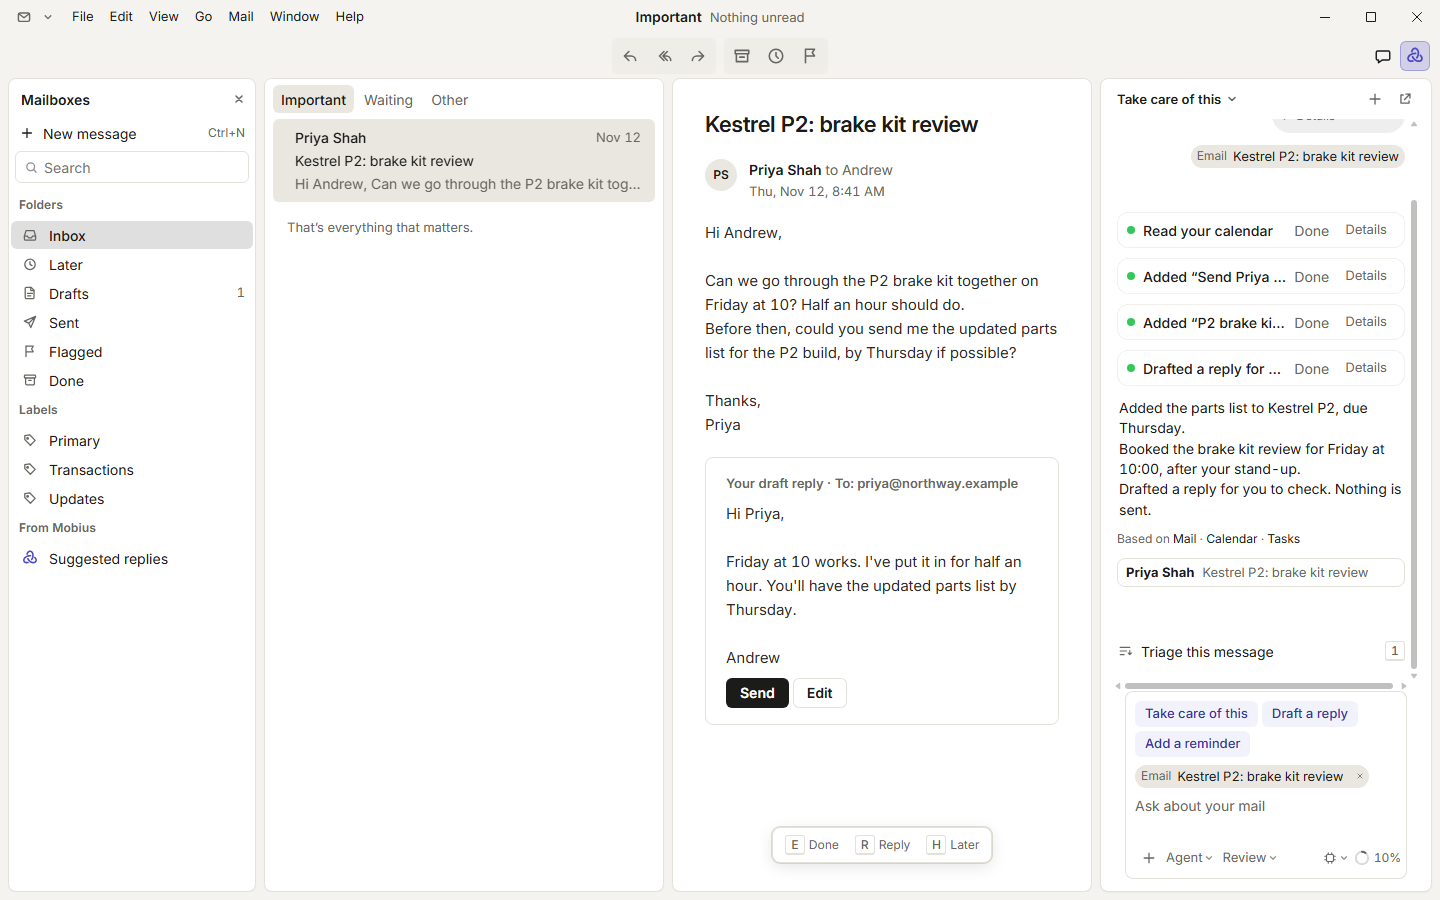 File Edit View Go Mail Window Help
Important Nothing unread
Mailboxes
New message Ctrl+N
Search
Folders
Inbox
Later
Drafts 1
Sent
Flagged
Done
Labels
Primary
Transactions
Updates
From Mobius
Suggested replies
Important Waiting Other
Priya Shah Nov 12
Kestrel P2: brake kit review
Hi Andrew, Can we go through the P2 brake kit tog...
That's everything that matters.
Kestrel P2: brake kit review
PS
Priya Shah to Andrew
Thu, Nov 12, 8:41 AM
Hi Andrew,
Can we go through the P2 brake kit together on
Friday at 10? Half an hour should do.
Before then, could you send me the updated parts
list for the P2 build, by Thursday if possible?
Thanks,
Priya
Your draft reply · To: priya@northway.example
Hi Priya,
Friday at 10 works. I've put it in for half an
hour. You'll have the updated parts list by
Thursday.
Andrew
Send Edit
E Done R Reply H Later
Take care of this
Email Kestrel P2: brake kit review
Read your calendar Done Details
Added “Send Priya ... Done Details
Added “P2 brake ki... Done Details
Drafted a reply for ... Done Details
Added the parts list to Kestrel P2, due
Thursday.
Booked the brake kit review for Friday at
10:00, after your stand-up.
Drafted a reply for you to check. Nothing is
sent.
Based on Mail · Calendar · Tasks
Priya Shah Kestrel P2: brake kit review
Triage this message 1
Take care of this Draft a reply
Add a reminder
Email Kestrel P2: brake kit review ×
Ask about your mail
Agent Review 10%